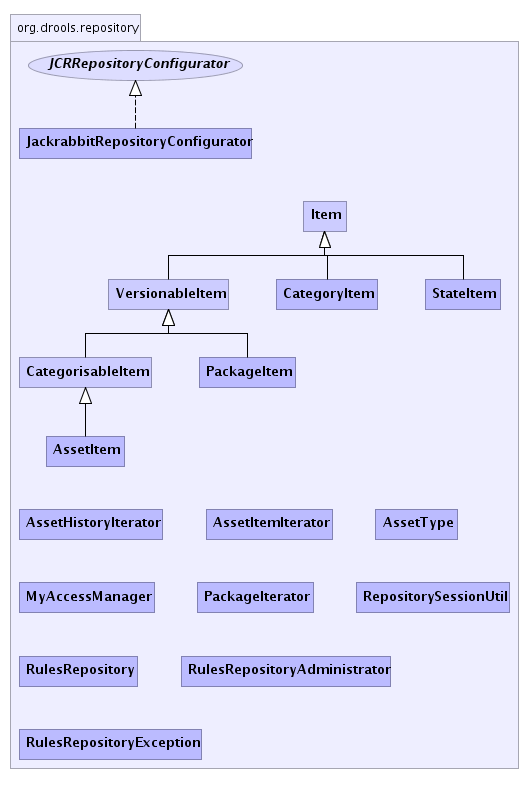 org.drools.repository
JCRRepositoryConfigurator
JackrabbitRepositoryConfigurator
Item
VersionableItem
CategoryItem
StateItem
CategorisableItem
PackageItem
AssetItem
AssetHistoryIterator
AssetItemIterator
AssetType
MyAccessManager
PackageIterator
RepositorySessionUtil
RulesRepository
RulesRepositoryAdministrator
RulesRepositoryException